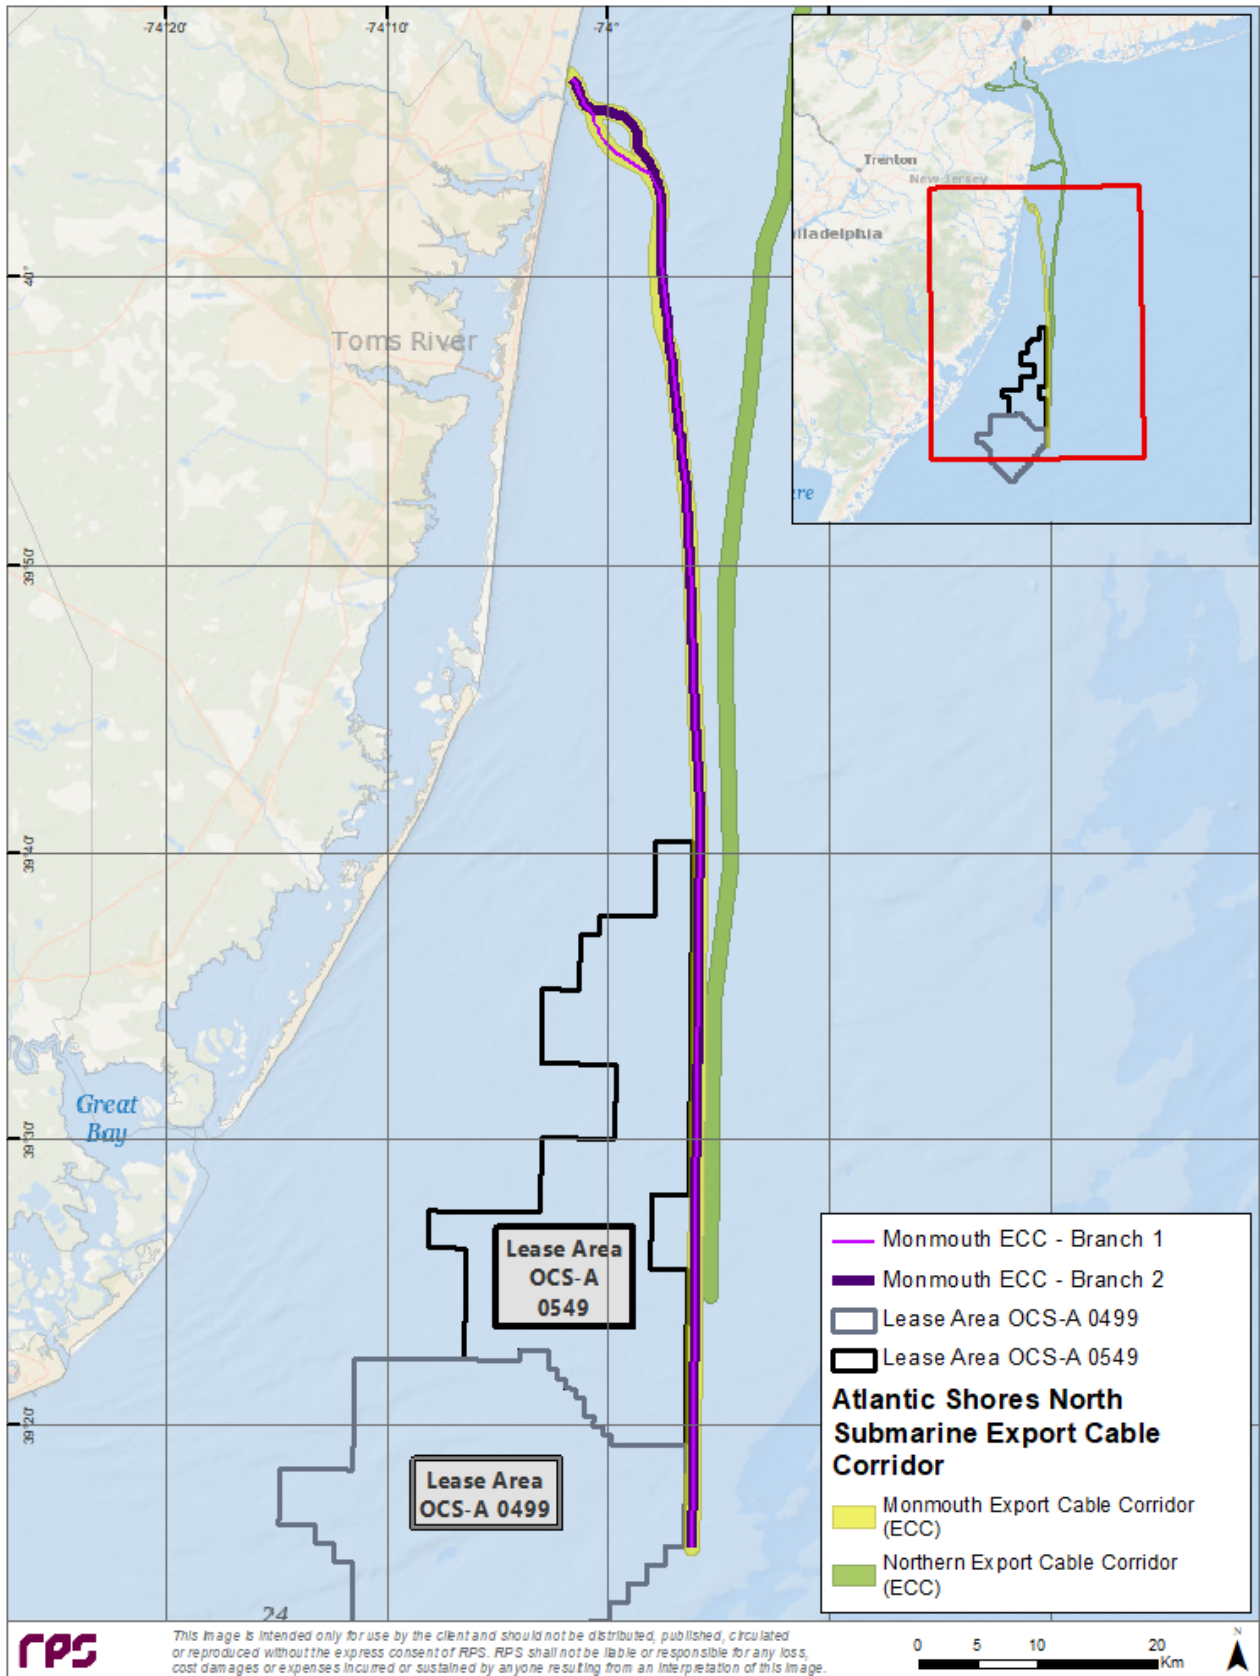 -74°20'
-74°10'
-74°
40°
39°50'
39°40'
39°30'
39°20'
Toms River
Great
Bay
Trenton
New Jersey
iladelphia
ere
Lease Area
OCS-A
0549
Lease Area
OCS-A 0499
24
Monmouth ECC - Branch 1
Monmouth ECC - Branch 2
Lease Area OCS-A 0499
Lease Area OCS-A 0549
Atlantic Shores North
Submarine Export Cable
Corridor
Monmouth Export Cable Corridor
(ECC)
Northern Export Cable Corridor
(ECC)
rps
This image is intended only for use by the client and should not be distributed, published, circulated
or reproduced without the express consent of RPS. RPS shall not be liable or responsible for any loss,
cost damages or expenses incurred or sustained by anyone resulting from an interpretation of this image.
0 5 10 20
Km
N